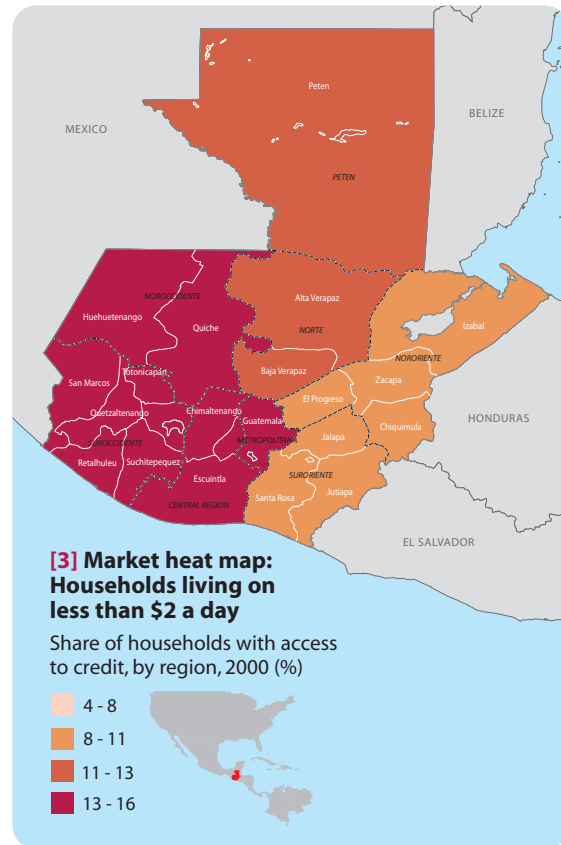 Peten
BELIZE
MEXICO
PETEN
NOROCCIDENTE
Alta Verapaz
Huehuetenango
Quiche
NORTE
Izabal
NORORIENTE
Baja Verapaz
Totonicapán
San Marcos
Zacapa
El Progreso
Quetzaltenango
Chimaltenango
Guatemala
Chiquimula
HONDURAS
SUROCCIDENTE
METROPOLITANA
Jalapa
Retalhuleu
Suchitepequez
Escuintla
SURORIENTE
Santa Rosa
Jutiapa
CENTRAL REGION
EL SALVADOR
[3] Market heat map:
Households living on
less than $2 a day
Share of households with access
to credit, by region, 2000 (%)
4 - 8
8 - 11
11 - 13
13 - 16